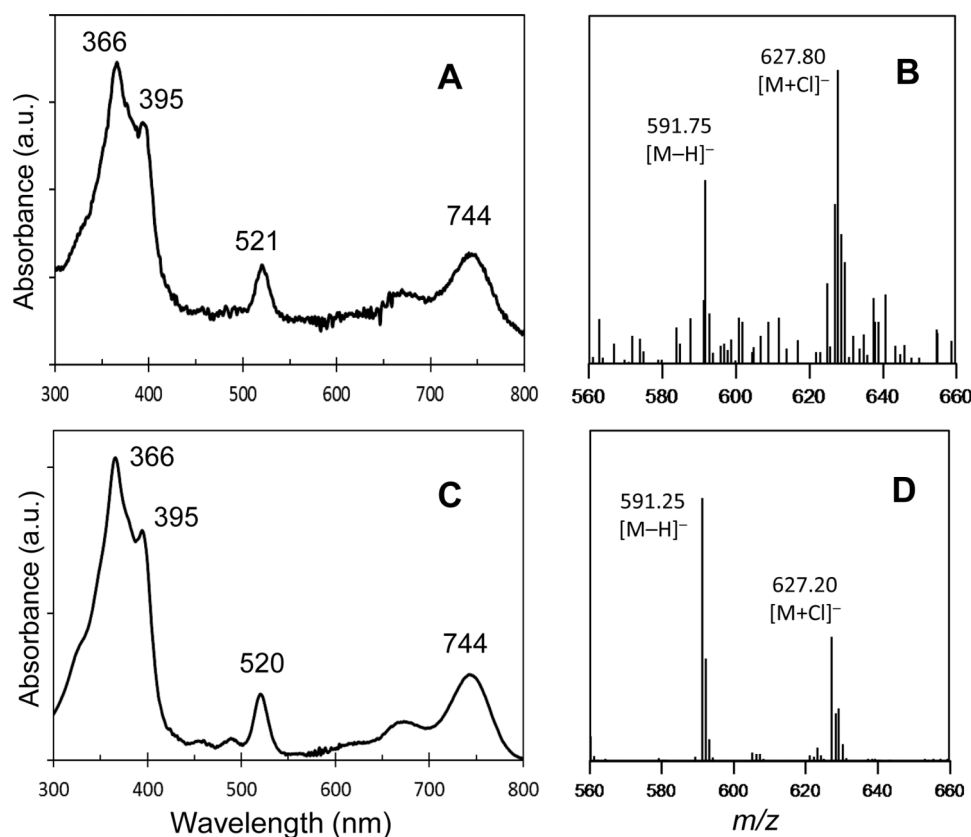 366
395
A
521
744
Absorbance (a.u.)
300 400 500 600 700 800
627.80
[M+Cl]⁻
B
591.75
[M−H]⁻
560 580 600 620 640 660
366
395
C
520
744
Absorbance (a.u.)
300 400 500 600 700 800
Wavelength (nm)
591.25
[M−H]⁻
D
627.20
[M+Cl]⁻
560 580 600 620 640 660
m/z